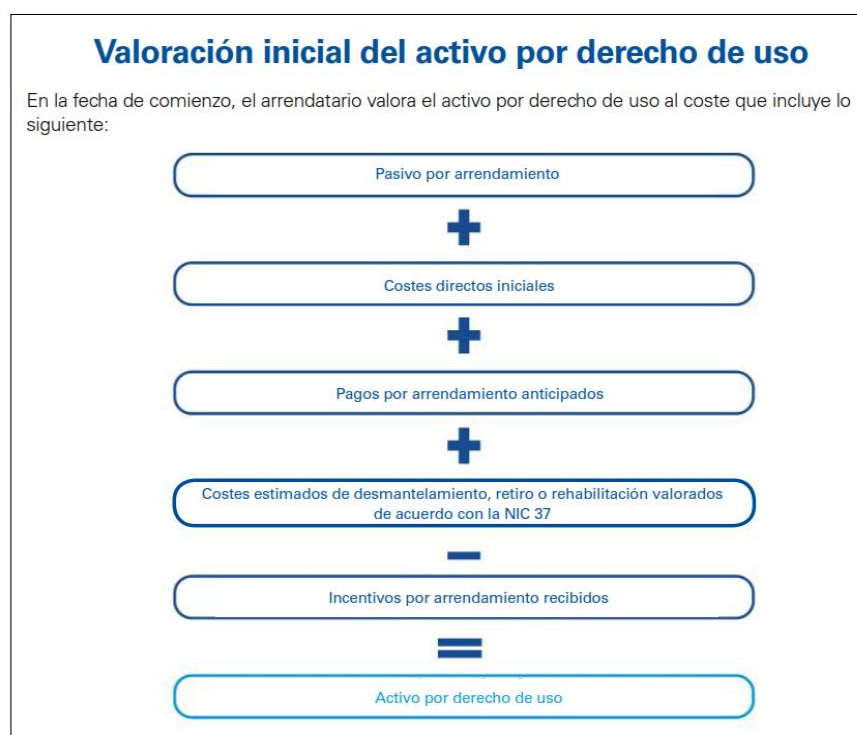 Valoración inicial del activo por derecho de uso
En la fecha de comienzo, el arrendatario valora el activo por derecho de uso al coste que incluye lo
siguiente:
Pasivo por arrendamiento
+
Costes directos iniciales
+
Pagos por arrendamiento anticipados
+
Costes estimados de desmantelamiento, retiro o rehabilitación valorados
de acuerdo con la NIC 37
−
Incentivos por arrendamiento recibidos
=
Activo por derecho de uso